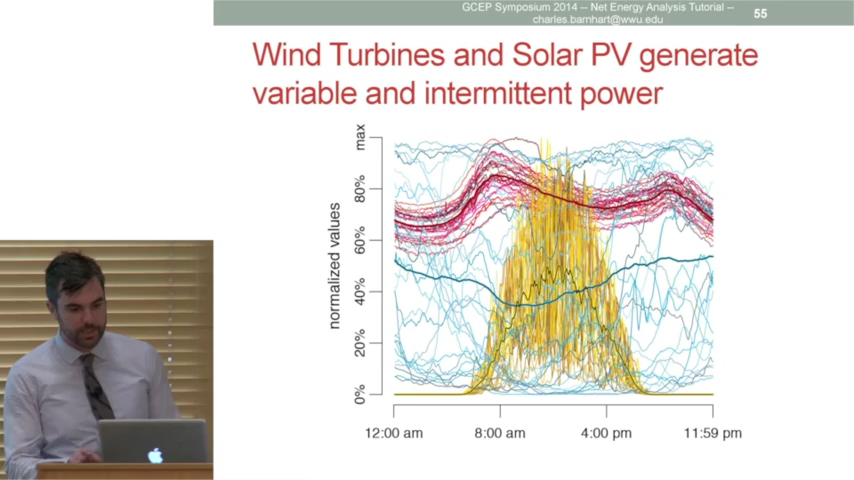 GCEP Symposium 2014 -- Net Energy Analysis Tutorial --
charles.barnhart@wwu.edu
55
Wind Turbines and Solar PV generate
variable and intermittent power
max
80%
60%
40%
20%
0%
normalized values
12:00 am
8:00 am
4:00 pm
11:59 pm